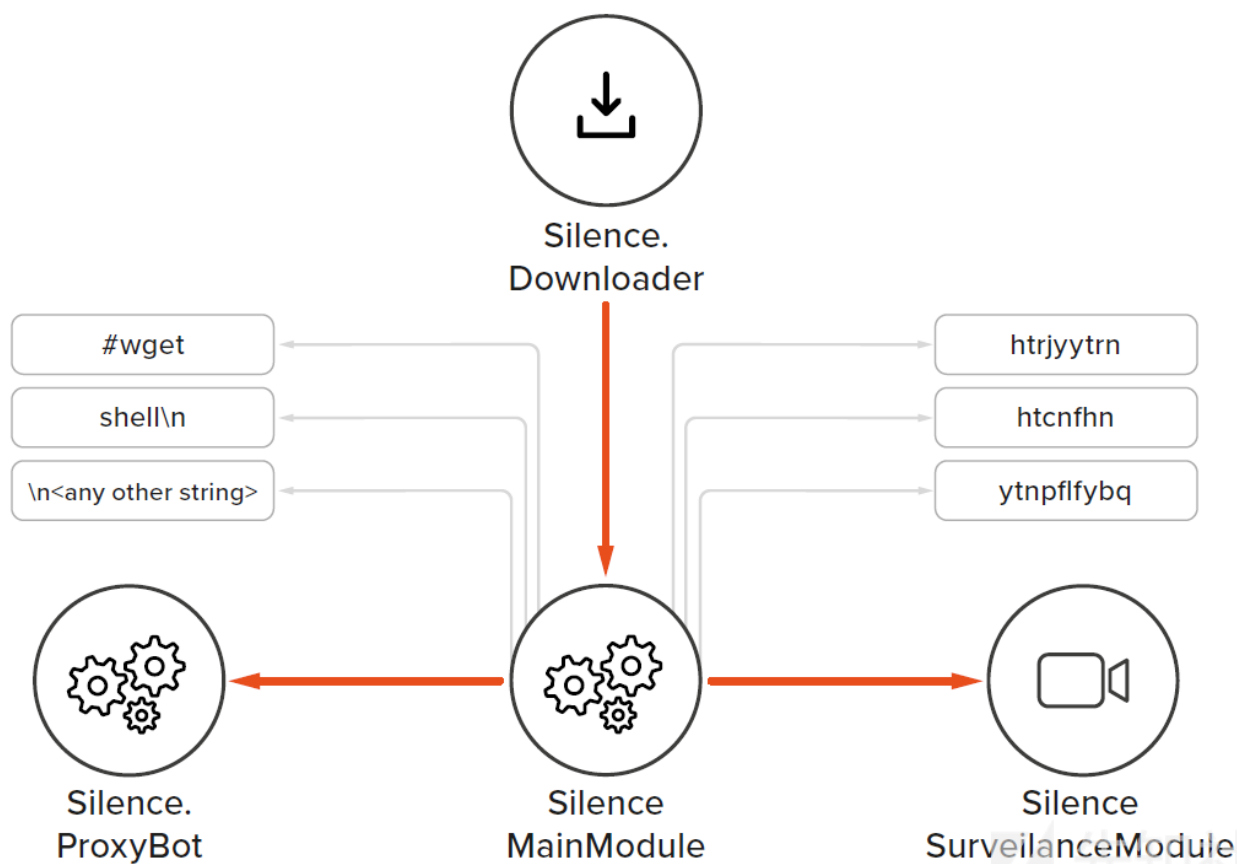 Silence.
Downloader
#wget
htrjyytrn
shell\n
htcnfhn
\n<any other string>
ytnpflfybq
Silence.
ProxyBot
Silence
MainModule
Silence
SurveilanceModule